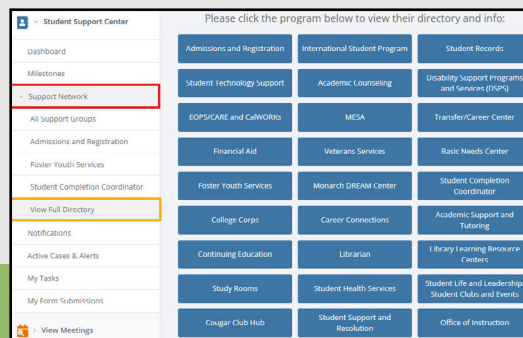 Student Support Center
Dashboard
Milestones
Support Network
All Support Groups
Admissions and Registration
Foster Youth Services
Student Completion Coordinator
View Full Directory
Notifications
Active Cases & Alerts
My Tasks
My Form Submissions
View Meetings
Please click the program below to view their directory and info:
Admissions and Registration
International Student Program
Student Records
Student Technology Support
Academic Counseling
Disability Support Programs
and Services (DSPS)
EOPS/CARE and CalWORKs
MESA
Transfer/Career Center
Financial Aid
Veterans Services
Basic Needs Center
Foster Youth Services
Monarch DREAM Center
Student Completion
Coordinator
College Corps
Career Connections
Academic Support and
Tutoring
Continuing Education
Librarian
Library Learning Resource
Centers
Study Rooms
Student Health Services
Student Life and Leadership:
Student Clubs and Events
Cougar Club Hub
Student Support and
Resolution
Office of Instruction